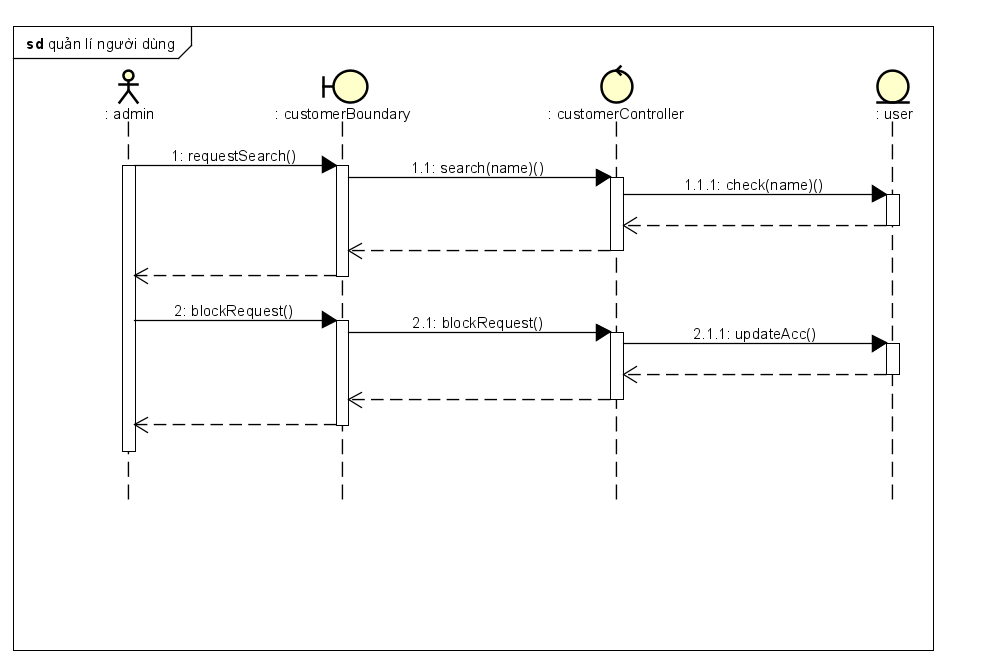 sd quản lí người dùng
: admin
: customerBoundary
: customerController
: user
1: requestSearch()
1.1: search(name)()
1.1.1: check(name)()
2: blockRequest()
2.1: blockRequest()
2.1.1: updateAcc()